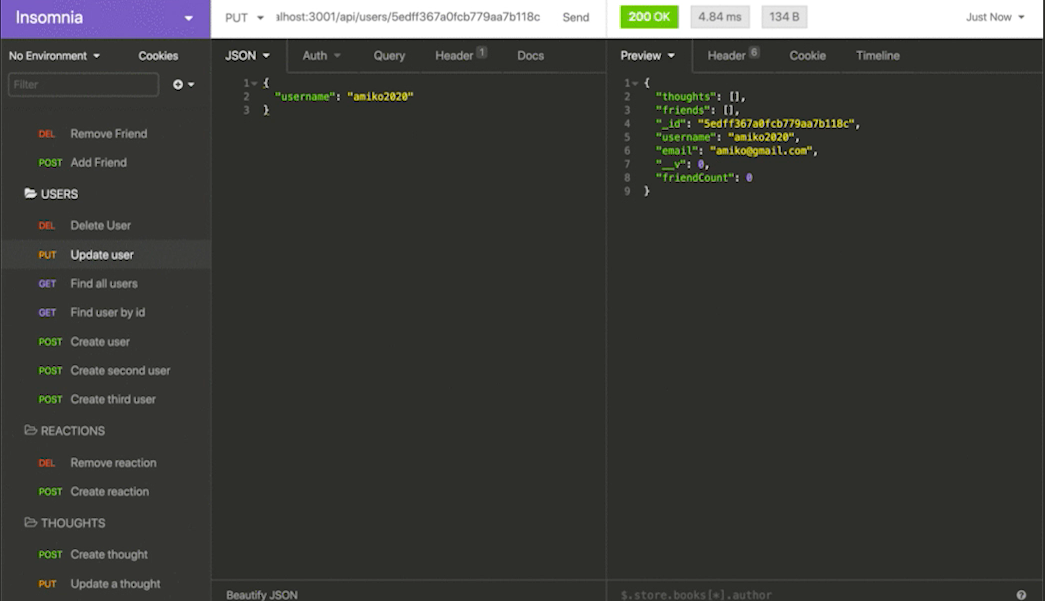 Insomnia
PUT alhost:3001/api/users/5edff367a0fcb779aa7b118c Send
200 OK 4.84 ms 134 B Just Now
No Environment Cookies
Filter
DEL Remove Friend
POST Add Friend
USERS
DEL Delete User
PUT Update user
GET Find all users
GET Find user by id
POST Create user
POST Create second user
POST Create third user
REACTIONS
DEL Remove reaction
POST Create reaction
THOUGHTS
POST Create thought
PUT Update a thought
JSON Auth Query Header 1 Docs
1 {
2 "username": "amiko2020"
3 }
Beautify JSON
Preview Header 6 Cookie Timeline
1 {
2 "thoughts": [],
3 "friends": [],
4 "_id": "5edff367a0fcb779aa7b118c",
5 "username": "amiko2020",
6 "email": "amiko@gmail.com",
7 "__v": 0,
8 "friendCount": 0
9 }
$.store.books[*].author